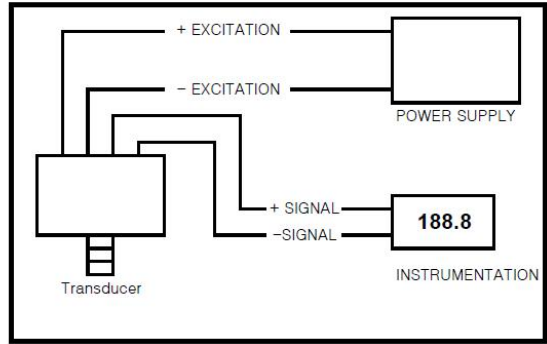 + EXCITATION
− EXCITATION
POWER SUPPLY
+ SIGNAL
−SIGNAL
188.8
INSTRUMENTATION
Transducer